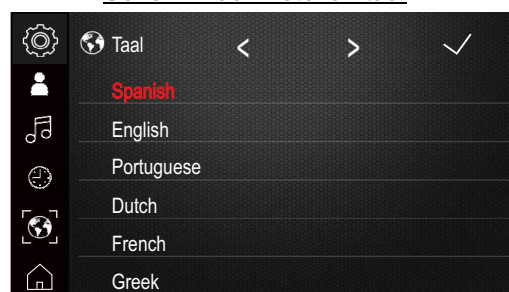 Taal < >
Spanish
English
Portuguese
Dutch
French
Greek